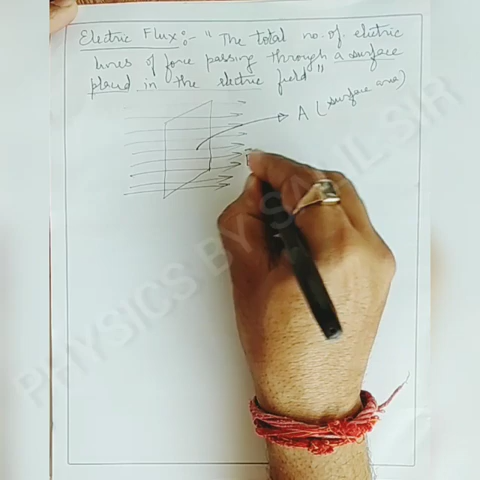 Electric Flux:- "The total no. of electric
lines of force passing through a surface
placed in the electric field"
A (surface area)
PHYSICS BY SAHIL SIR